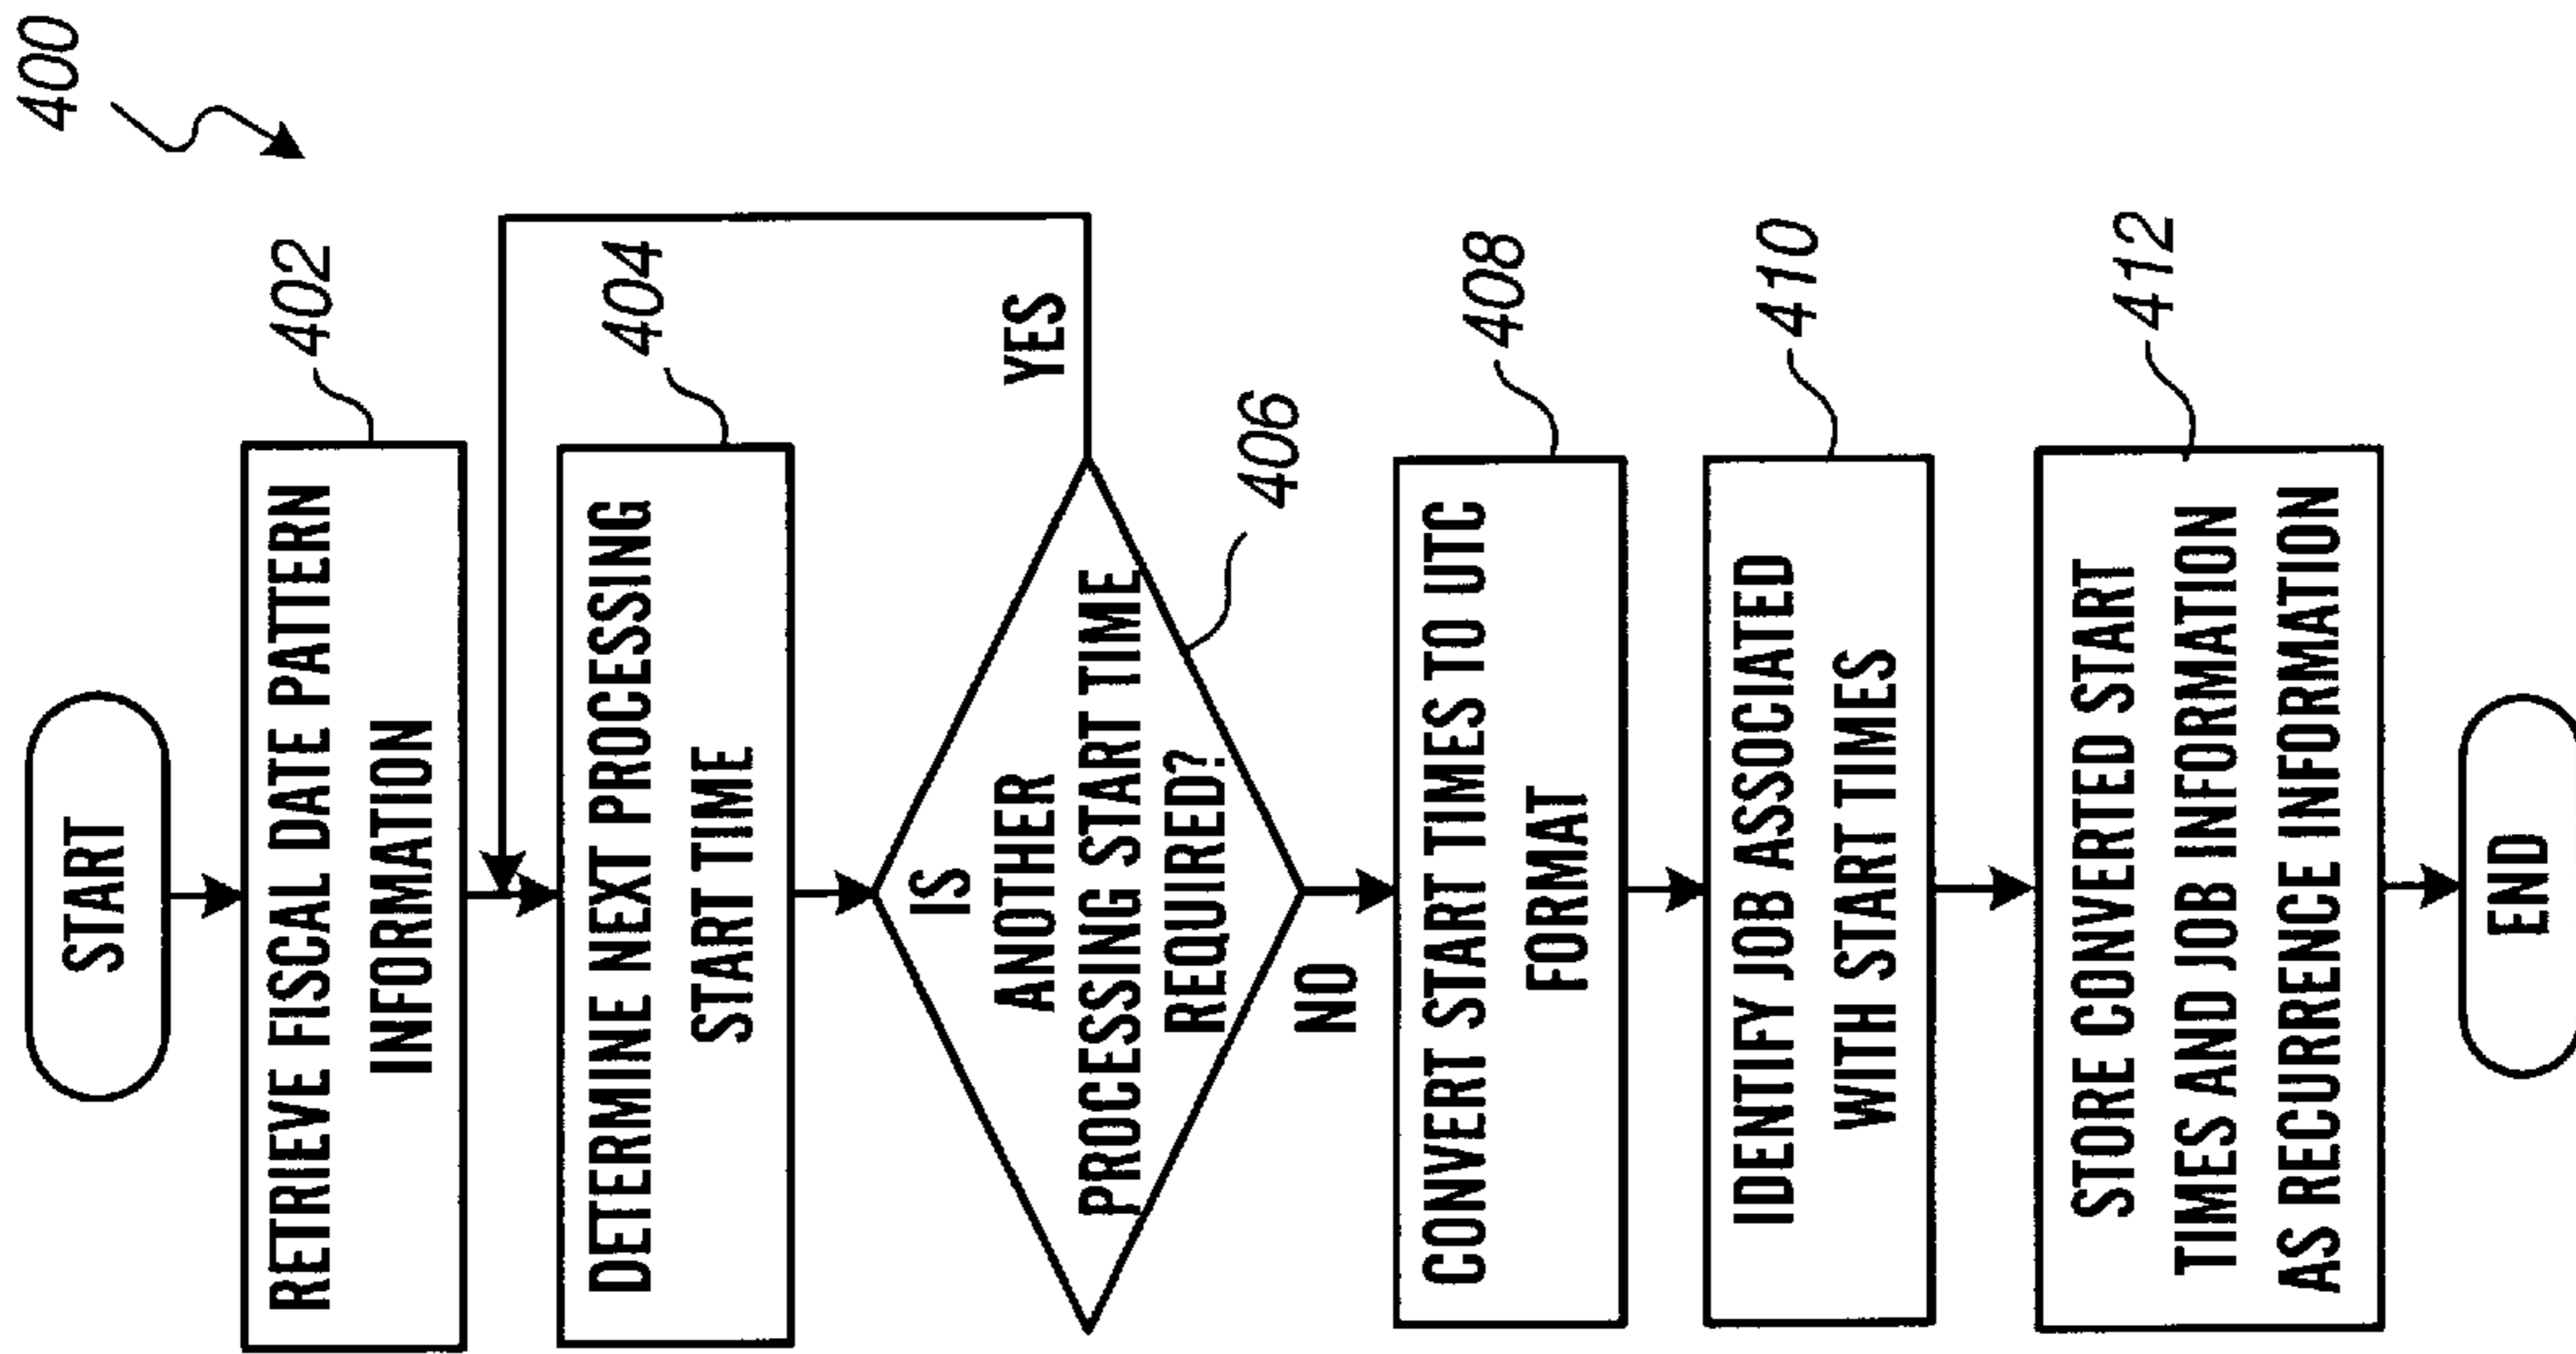 400
START
RETRIEVE FISCAL DATE PATTERN
INFORMATION
402
DETERMINE NEXT PROCESSING
START TIME
404
IS
ANOTHER
PROCESSING START TIME
REQUIRED?
YES
406
NO
CONVERT START TIMES TO UTC
FORMAT
408
IDENTIFY JOB ASSOCIATED
WITH START TIMES
410
STORE CONVERTED START
TIMES AND JOB INFORMATION
AS RECURRENCE INFORMATION
412
END